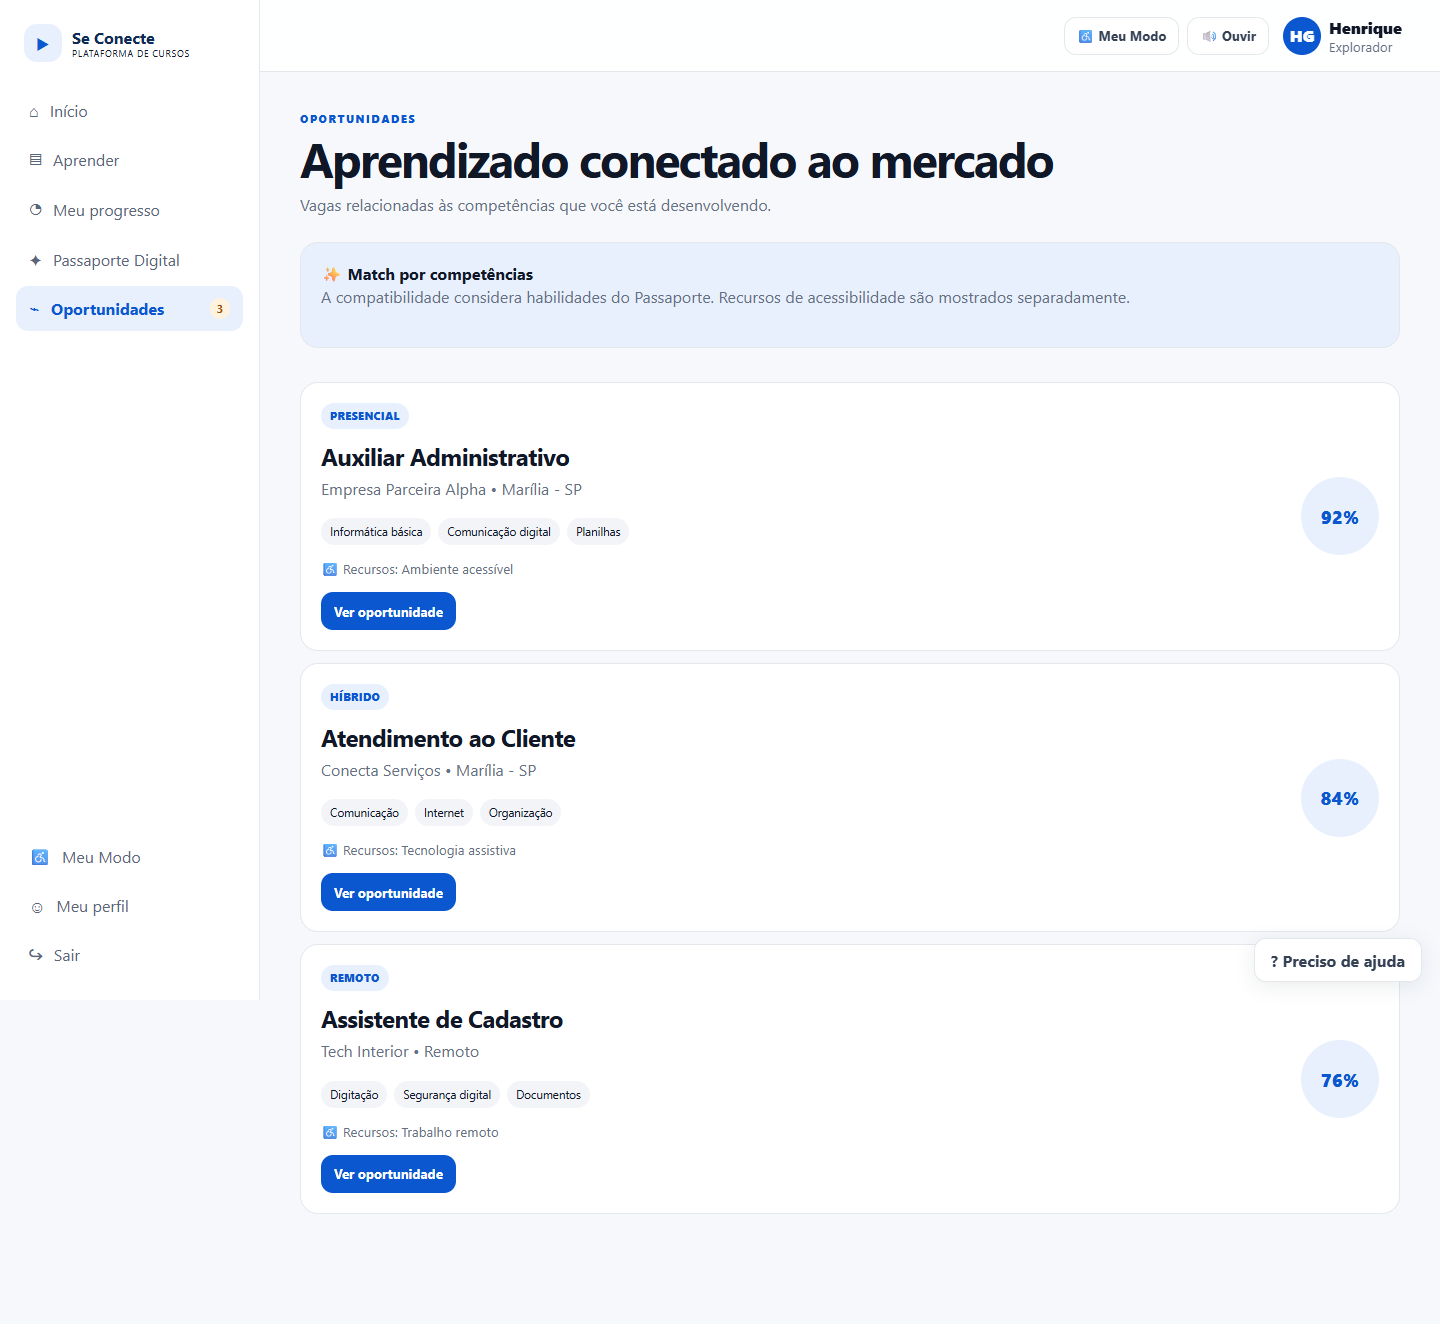 Se Conecte
PLATAFORMA DE CURSOS
Início
Aprender
Meu progresso
Passaporte Digital
Oportunidades 3
Meu Modo
Meu perfil
Sair
Meu Modo
Ouvir
HG
Henrique
Explorador
OPORTUNIDADES
Aprendizado conectado ao mercado
Vagas relacionadas às competências que você está desenvolvendo.
Match por competências
A compatibilidade considera habilidades do Passaporte. Recursos de acessibilidade são mostrados separadamente.
PRESENCIAL
Auxiliar Administrativo
Empresa Parceira Alpha • Marília - SP
Informática básica Comunicação digital Planilhas
Recursos: Ambiente acessível
Ver oportunidade
92%
HÍBRIDO
Atendimento ao Cliente
Conecta Serviços • Marília - SP
Comunicação Internet Organização
Recursos: Tecnologia assistiva
Ver oportunidade
84%
? Preciso de ajuda
REMOTO
Assistente de Cadastro
Tech Interior • Remoto
Digitação Segurança digital Documentos
Recursos: Trabalho remoto
Ver oportunidade
76%